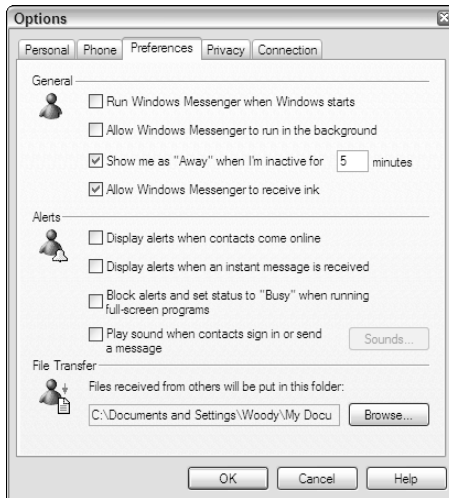 Options
Personal Phone Preferences Privacy Connection
General
Run Windows Messenger when Windows starts
Allow Windows Messenger to run in the background
Show me as "Away" when I'm inactive for 5 minutes
Allow Windows Messenger to receive ink
Alerts
Display alerts when contacts come online
Display alerts when an instant message is received
Block alerts and set status to "Busy" when running
full-screen programs
Play sound when contacts sign in or send
a message
Sounds...
File Transfer
Files received from others will be put in this folder:
C:\Documents and Settings\Woody\My Docu Browse...
OK Cancel Help